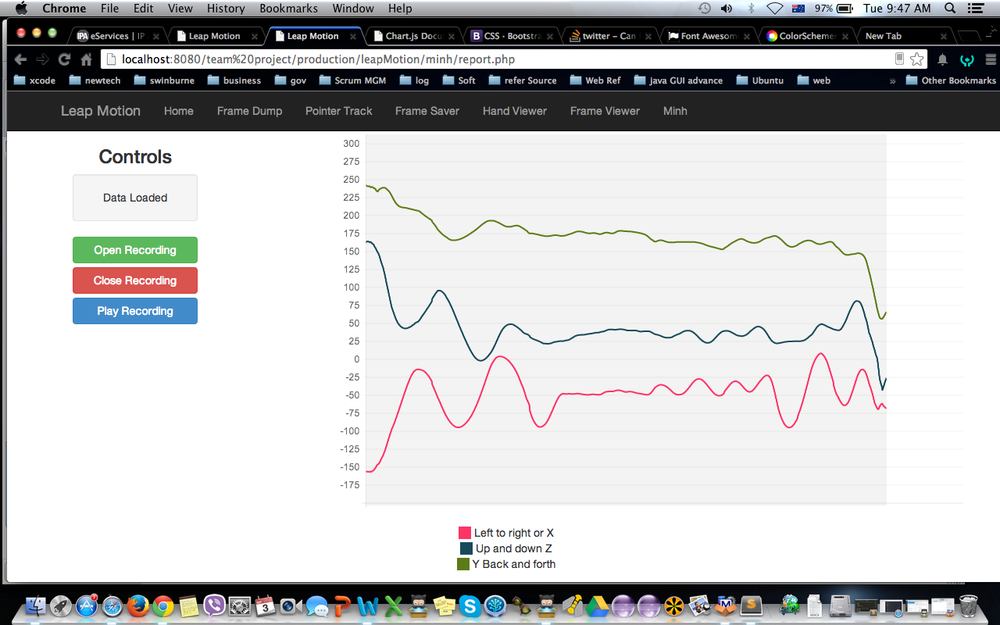 Chrome File Edit View History Bookmarks Window Help 97% Tue 9:47 AM
IPA eServices | IP Leap Motion Leap Motion Chart.js Docu B CSS - Bootstra twitter - Can Font Awesom ColorSchemer New Tab
localhost:8080/team%20project/production/leapMotion/minh/report.php
xcode newtech swinburne business gov Scrum MGM log Soft refer Source Web Ref java GUI advance Ubuntu web » Other Bookmarks
Leap Motion Home Frame Dump Pointer Track Frame Saver Hand Viewer Frame Viewer Minh
Controls
Data Loaded
Open Recording
Close Recording
Play Recording
300
275
250
225
200
175
150
125
100
75
50
25
0
-25
-50
-75
-100
-125
-150
-175
Left to right or X
Up and down Z
Y Back and forth